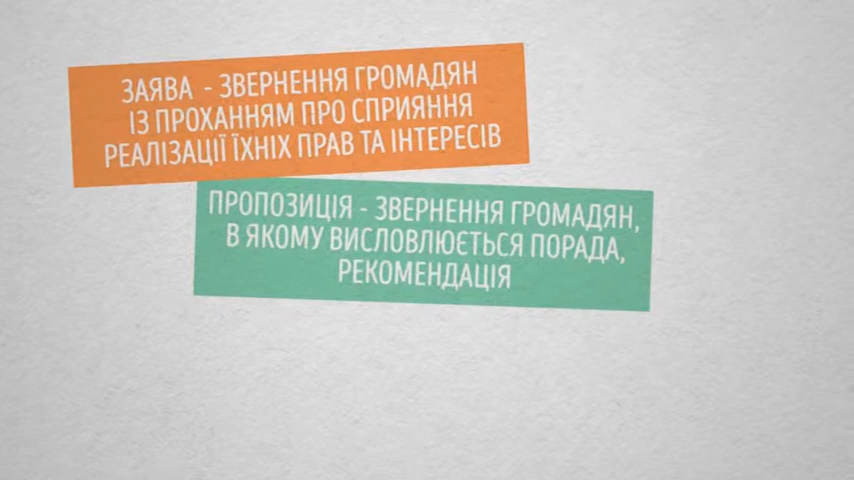 ЗАЯВА - ЗВЕРНЕННЯ ГРОМАДЯН
ІЗ ПРОХАННЯМ ПРО СПРИЯННЯ
РЕАЛІЗАЦІЇ ЇХНІХ ПРАВ ТА ІНТЕРЕСІВ
ПРОПОЗИЦІЯ - ЗВЕРНЕННЯ ГРОМАДЯН,
В ЯКОМУ ВИСЛОВЛЮЄТЬСЯ ПОРАДА,
РЕКОМЕНДАЦІЯ